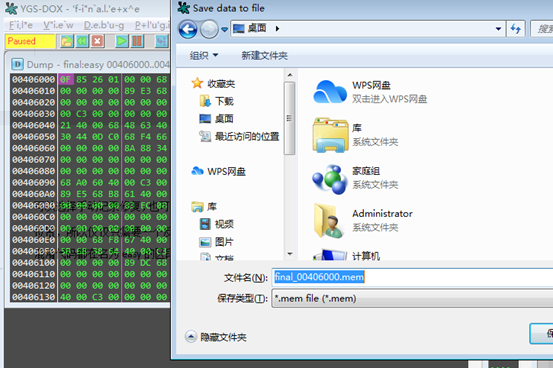 YGS-DOX - 'f-i"n`a.l.'e+x^e
Paused
Dump - final:easy 00406000..004
00406000 0F 85 26 01 00 00 68
00406010 00 00 00 00 89 E3 68
00406020 00 00 00 00 00 00 00
00406030 00 C3 00 00 00 00 00
00406040 21 40 00 68 48 63 40
00406050 30 44 0D C0 68 F4 66
00406060 00 00 00 00 00 00 00
00406070 00 00 00 00 8A 88 34
00406080 00 00 00 00 00 00 00
00406090 00 00 00 00 00 00 00
004060A0 68 A0 60 40 00 C3 00
004060B0 89 E5 68 B8 61 40 00
004060C0
004060D0 00 00 00 00 00 00 00
004060E0 00 00 68 F8 67 40 00
004060F0
00406100 00 00 00 00 89 DC 68
00406110 00 00 00 00 00 00 00
00406120 00 00 00 00 00 00 00
00406130 40 00 C3 00 00 00 00
Save data to file
桌面
组织 新建文件夹
收藏夹
下载
桌面
最近访问的位置
WPS网盘
库
视频
图片
文档
WPS网盘
双击进入WPS网盘
库
系统文件夹
家庭组
系统文件夹
Administrator
系统文件夹
计算机
文件名(N): final_00406000.mem
保存类型(T): *.mem file (*.mem)
隐藏文件夹